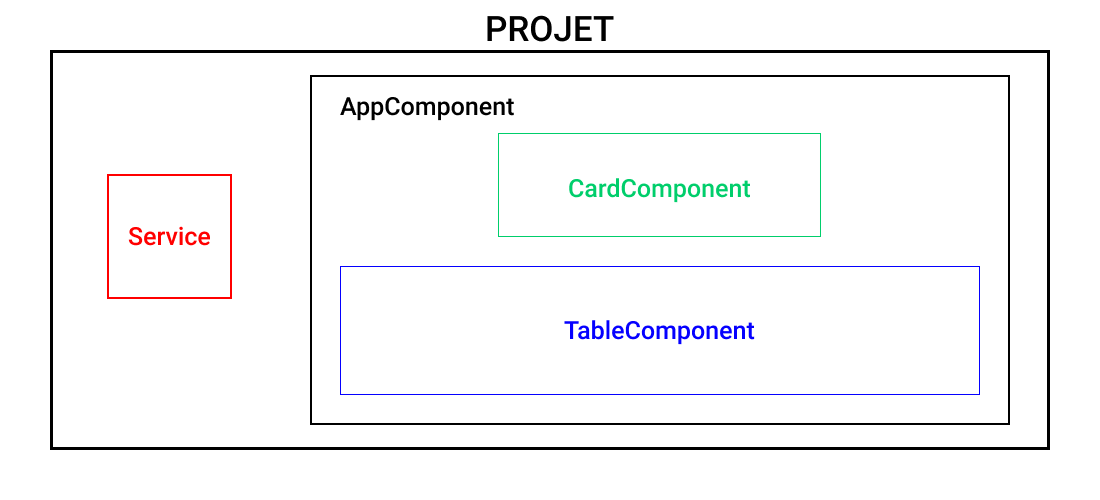 PROJET
AppComponent
CardComponent
Service
TableComponent